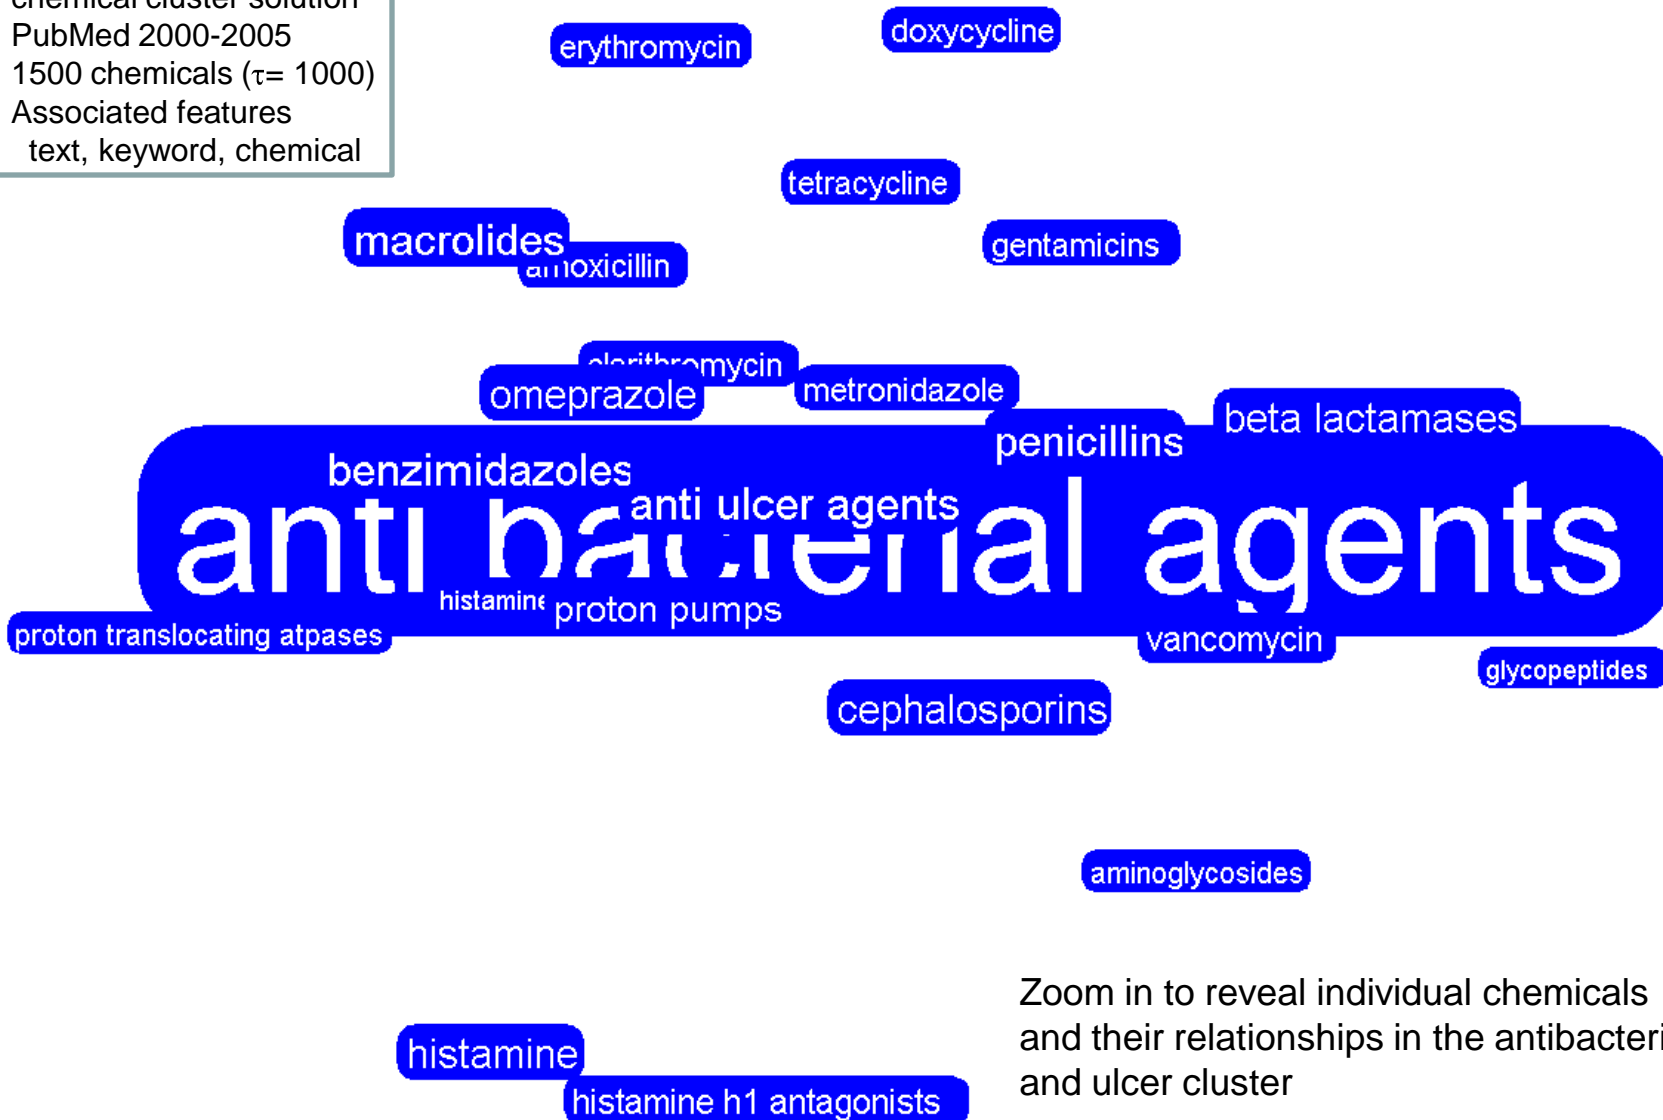 chemical cluster solution
PubMed 2000-2005
1500 chemicals (τ= 1000)
Associated features
text, keyword, chemical
erythromycin
doxycycline
tetracycline
macrolides
gentamicins
amoxicillin
clarithromycin
omeprazole
metronidazole
beta lactamases
penicillins
benzimidazoles
anti ulcer agents
anti bacterial agents
histamine
proton pumps
proton translocating atpases
vancomycin
glycopeptides
cephalosporins
aminoglycosides
Zoom in to reveal individual chemicals
and their relationships in the antibacteri
and ulcer cluster
histamine
histamine h1 antagonists